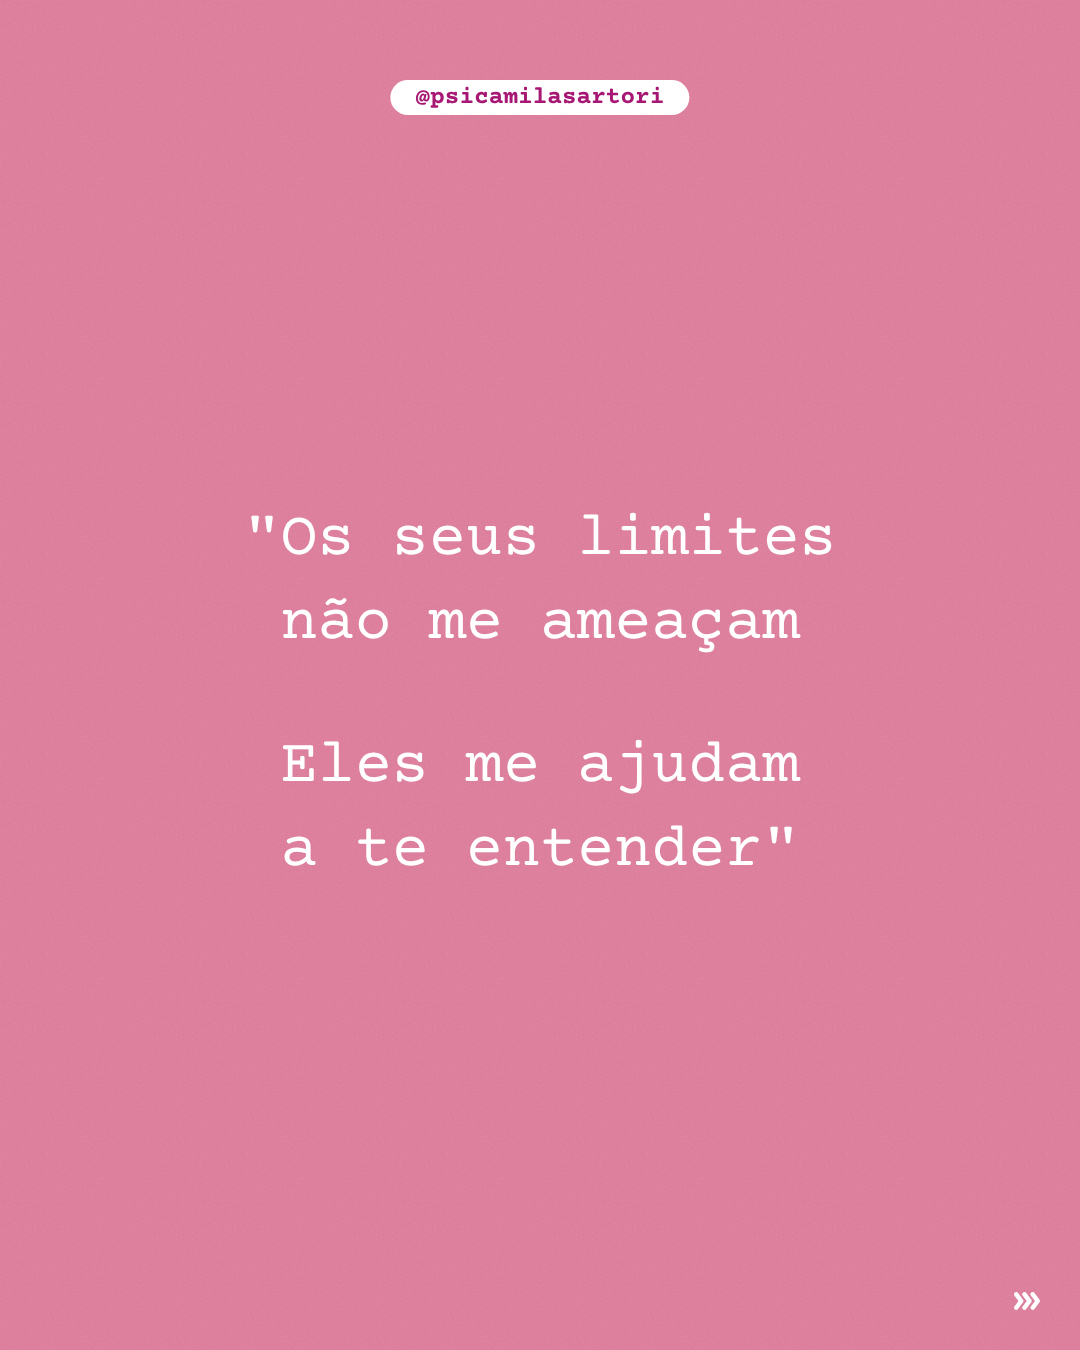 @psicamilasartori
"Os seus limites
não me ameaçam
Eles me ajudam
a te entender"